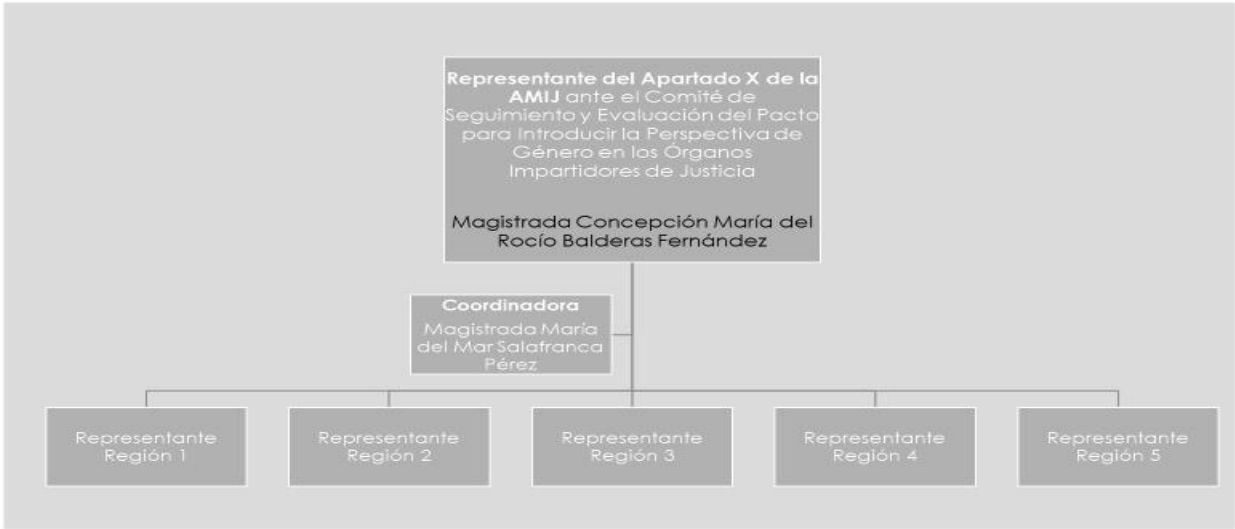 Representante del Apartado X de la
AMIJ ante el Comité de
Seguimiento y Evaluación del Pacto
para Introducir la Perspectiva de
Género en los Órganos
Impartidores de Justicia
Magistrada Concepción María del
Rocío Balderas Fernández
Coordinadora
Magistrada María
del Mar Salafranca
Pérez
Representante
Región 1
Representante
Región 2
Representante
Región 3
Representante
Región 4
Representante
Región 5